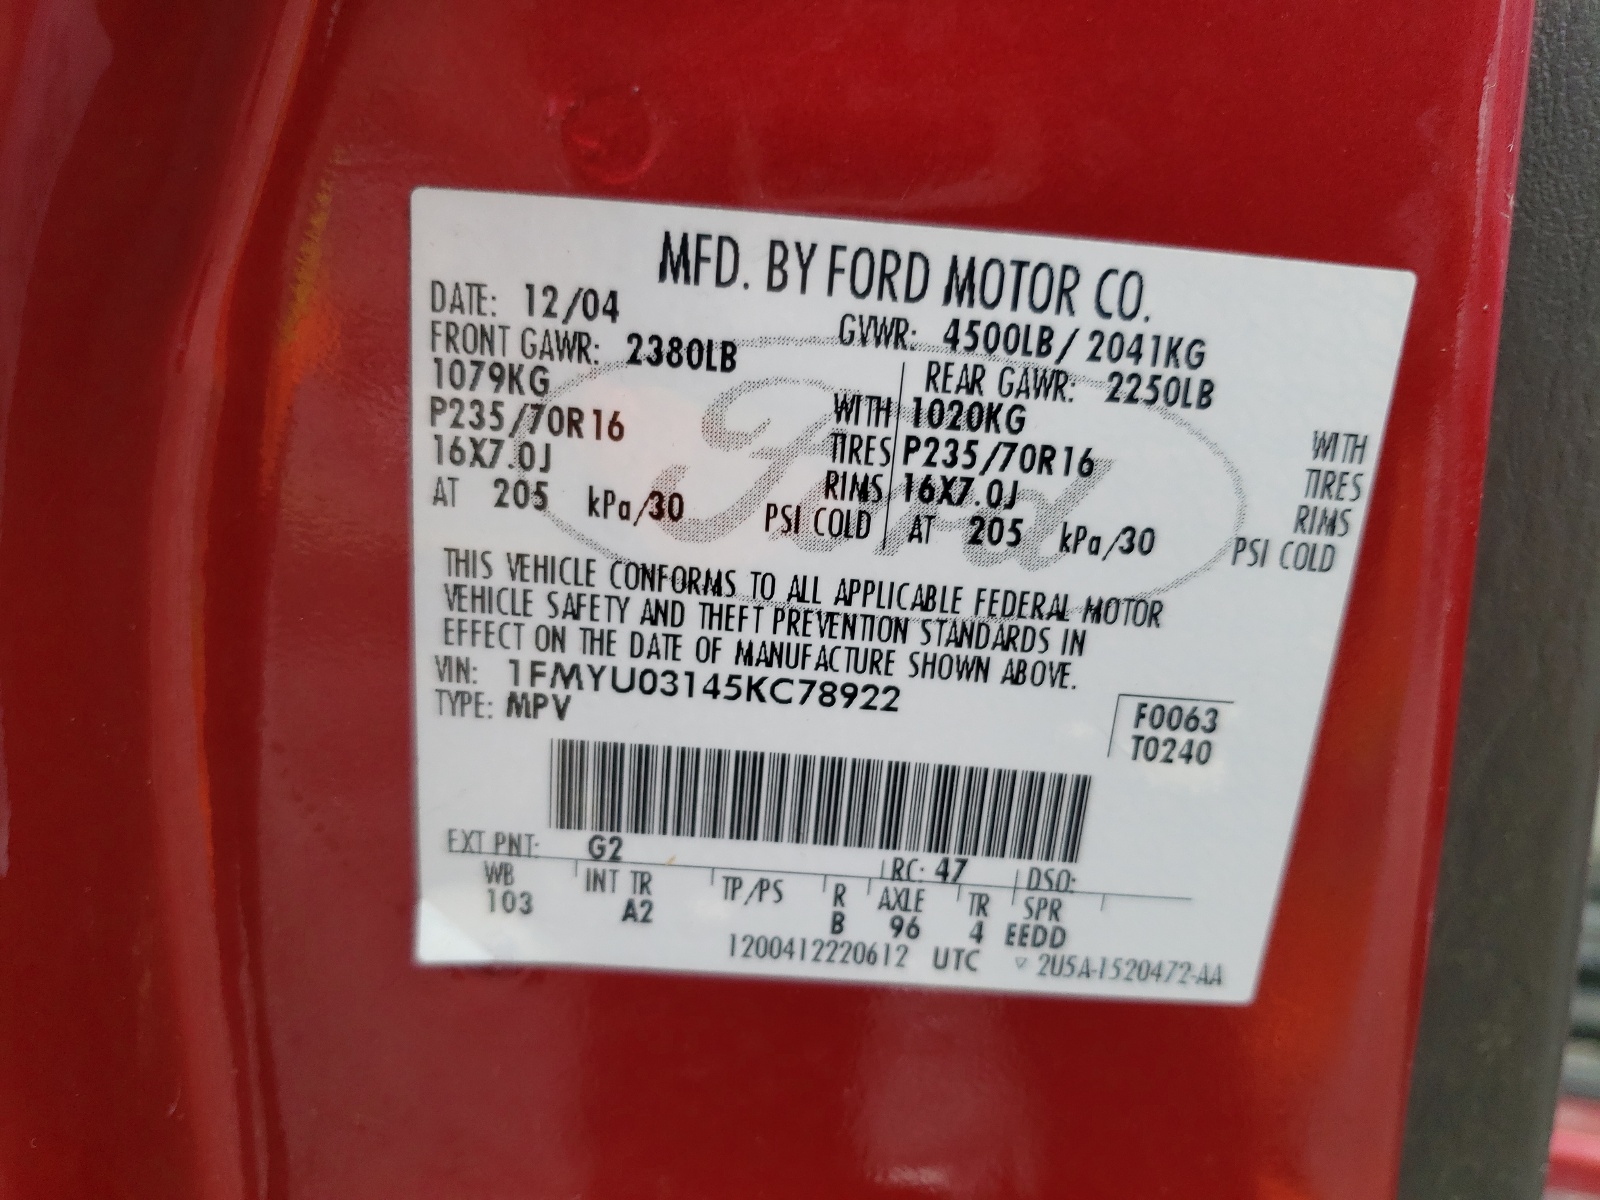 MFD. BY FORD MOTOR CO.
DATE: 12/04 GVWR: 4500LB/ 2041KG
FRONT GAWR: 2380LB REAR GAWR: 2250LB
1079KG WITH 1020KG WITH
P235/70R16 TIRES P235/70R16 TIRES
16X7.0J RIMS 16X7.0J RIMS
AT 205 kPa/30 PSI COLD AT 205 kPa/30 PSI COLD
Ford
THIS VEHICLE CONFORMS TO ALL APPLICABLE FEDERAL MOTOR
VEHICLE SAFETY AND THEFT PREVENTION STANDARDS IN
EFFECT ON THE DATE OF MANUFACTURE SHOWN ABOVE.
VIN: 1FMYU03145KC78922
TYPE: MPV
F0063
T0240
EXT PNT: G2 RC: 47 DSO:
WB INT TR TP/PS R AXLE TR SPR
103 A2 B 96 4 EEDD
1200412220612 UTC ▽ 2U5A-1520472-AA